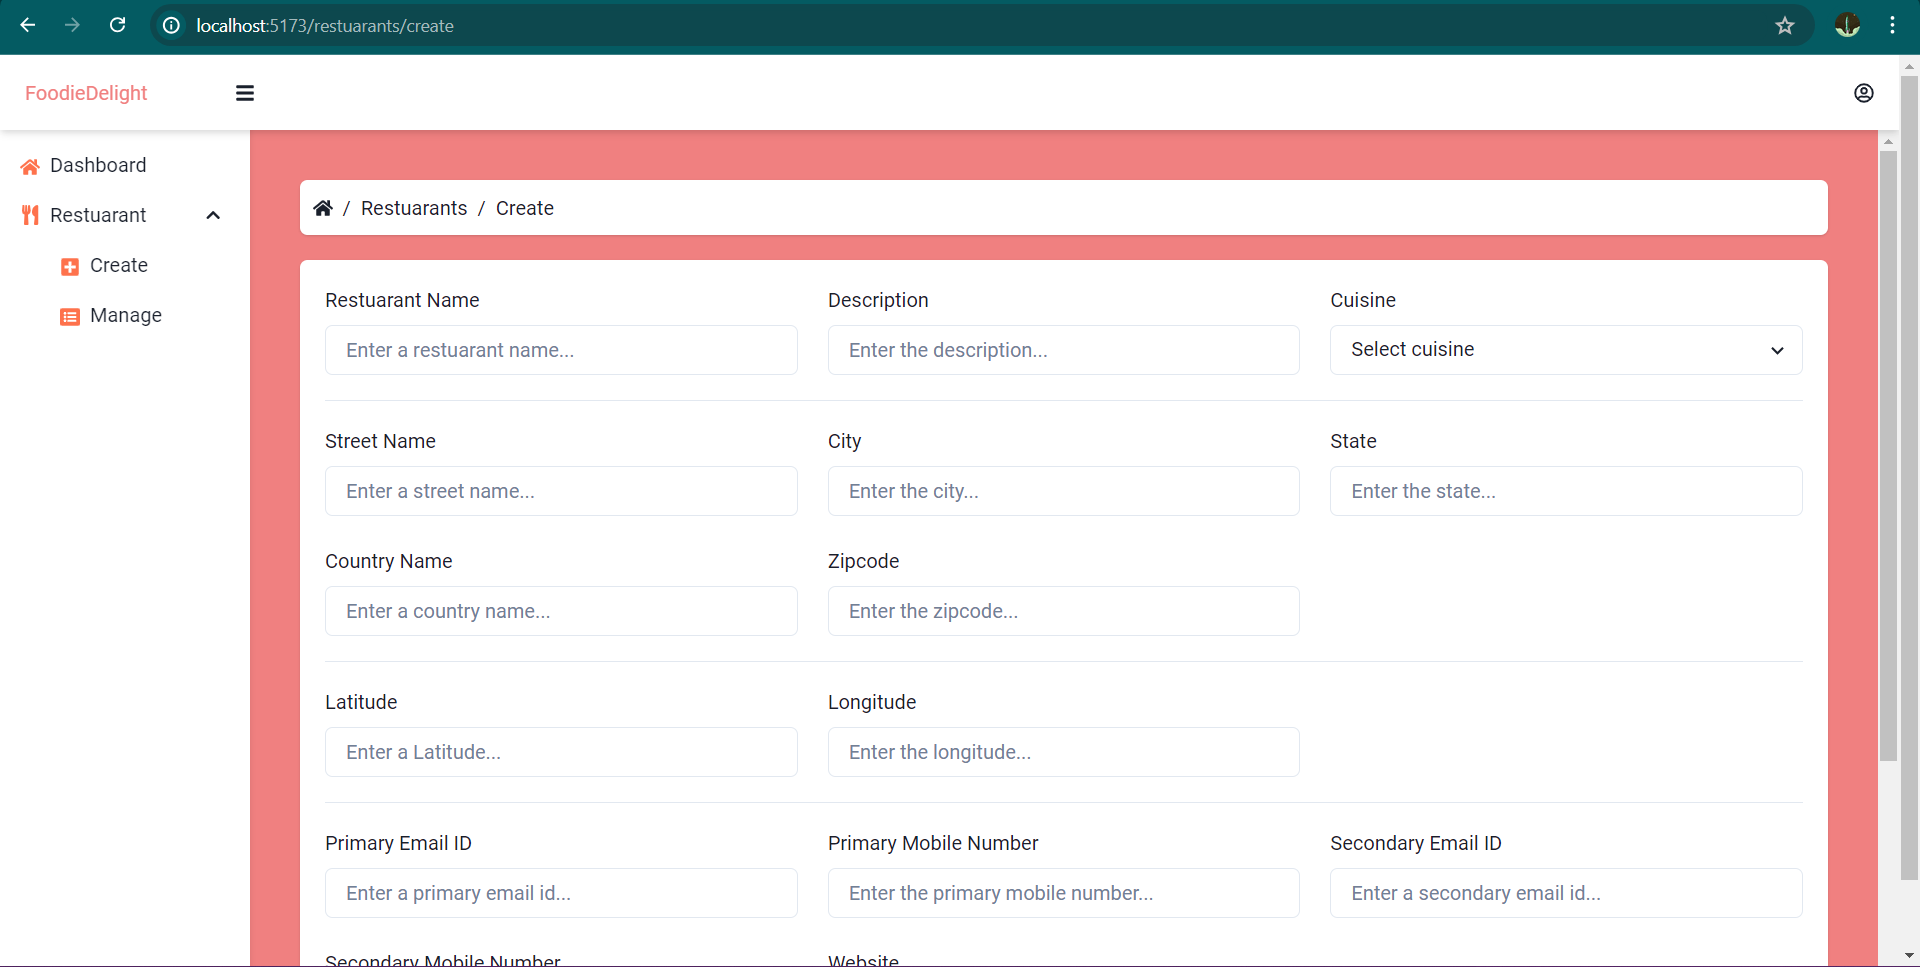 localhost:5173/restuarants/create
FoodieDelight
Dashboard
Restuarant
Create
Manage
/ Restuarants / Create
Restuarant Name Description Cuisine
Enter a restuarant name... Enter the description... Select cuisine
Street Name City State
Enter a street name... Enter the city... Enter the state...
Country Name Zipcode
Enter a country name... Enter the zipcode...
Latitude Longitude
Enter a Latitude... Enter the longitude...
Primary Email ID Primary Mobile Number Secondary Email ID
Enter a primary email id... Enter the primary mobile number... Enter a secondary email id...
Secondary Mobile Number Website